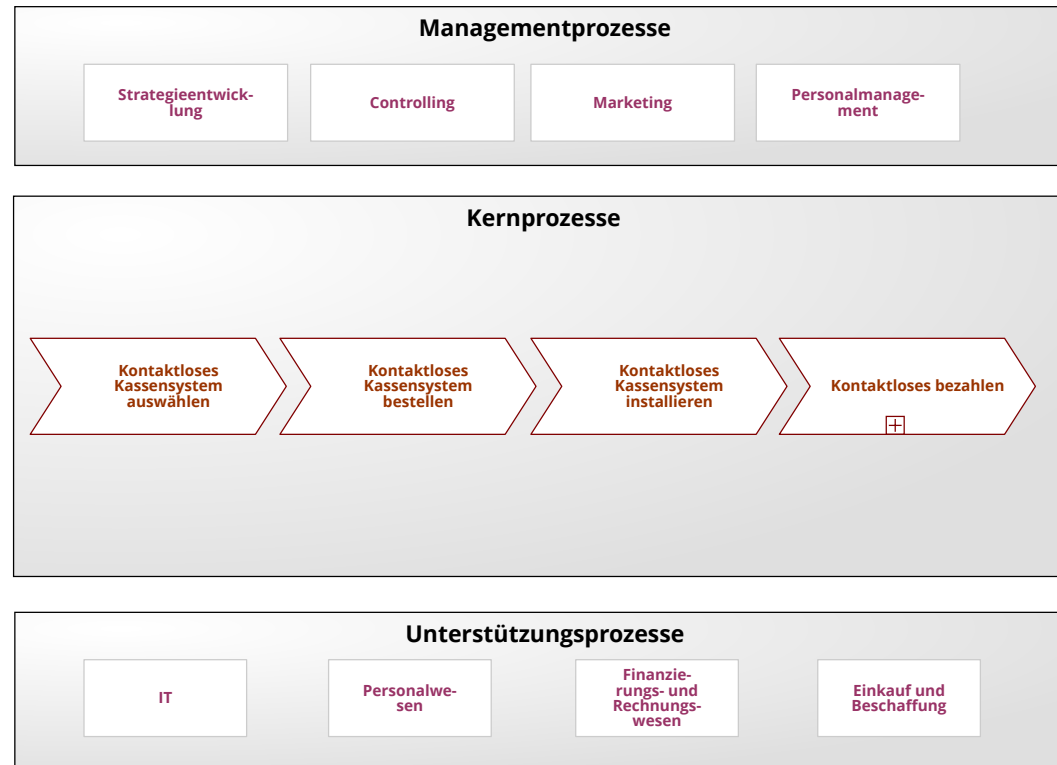 Managementprozesse
Strategieentwick-
lung
Controlling
Marketing
Personalmanage-
ment
Kernprozesse
Kontaktloses
Kassensystem
auswählen
Kontaktloses
Kassensystem
bestellen
Kontaktloses
Kassensystem
installieren
Kontaktloses bezahlen
Unterstützungsprozesse
IT
Personalwe-
sen
Finanzie-
rungs- und
Rechnungs-
wesen
Einkauf und
Beschaffung